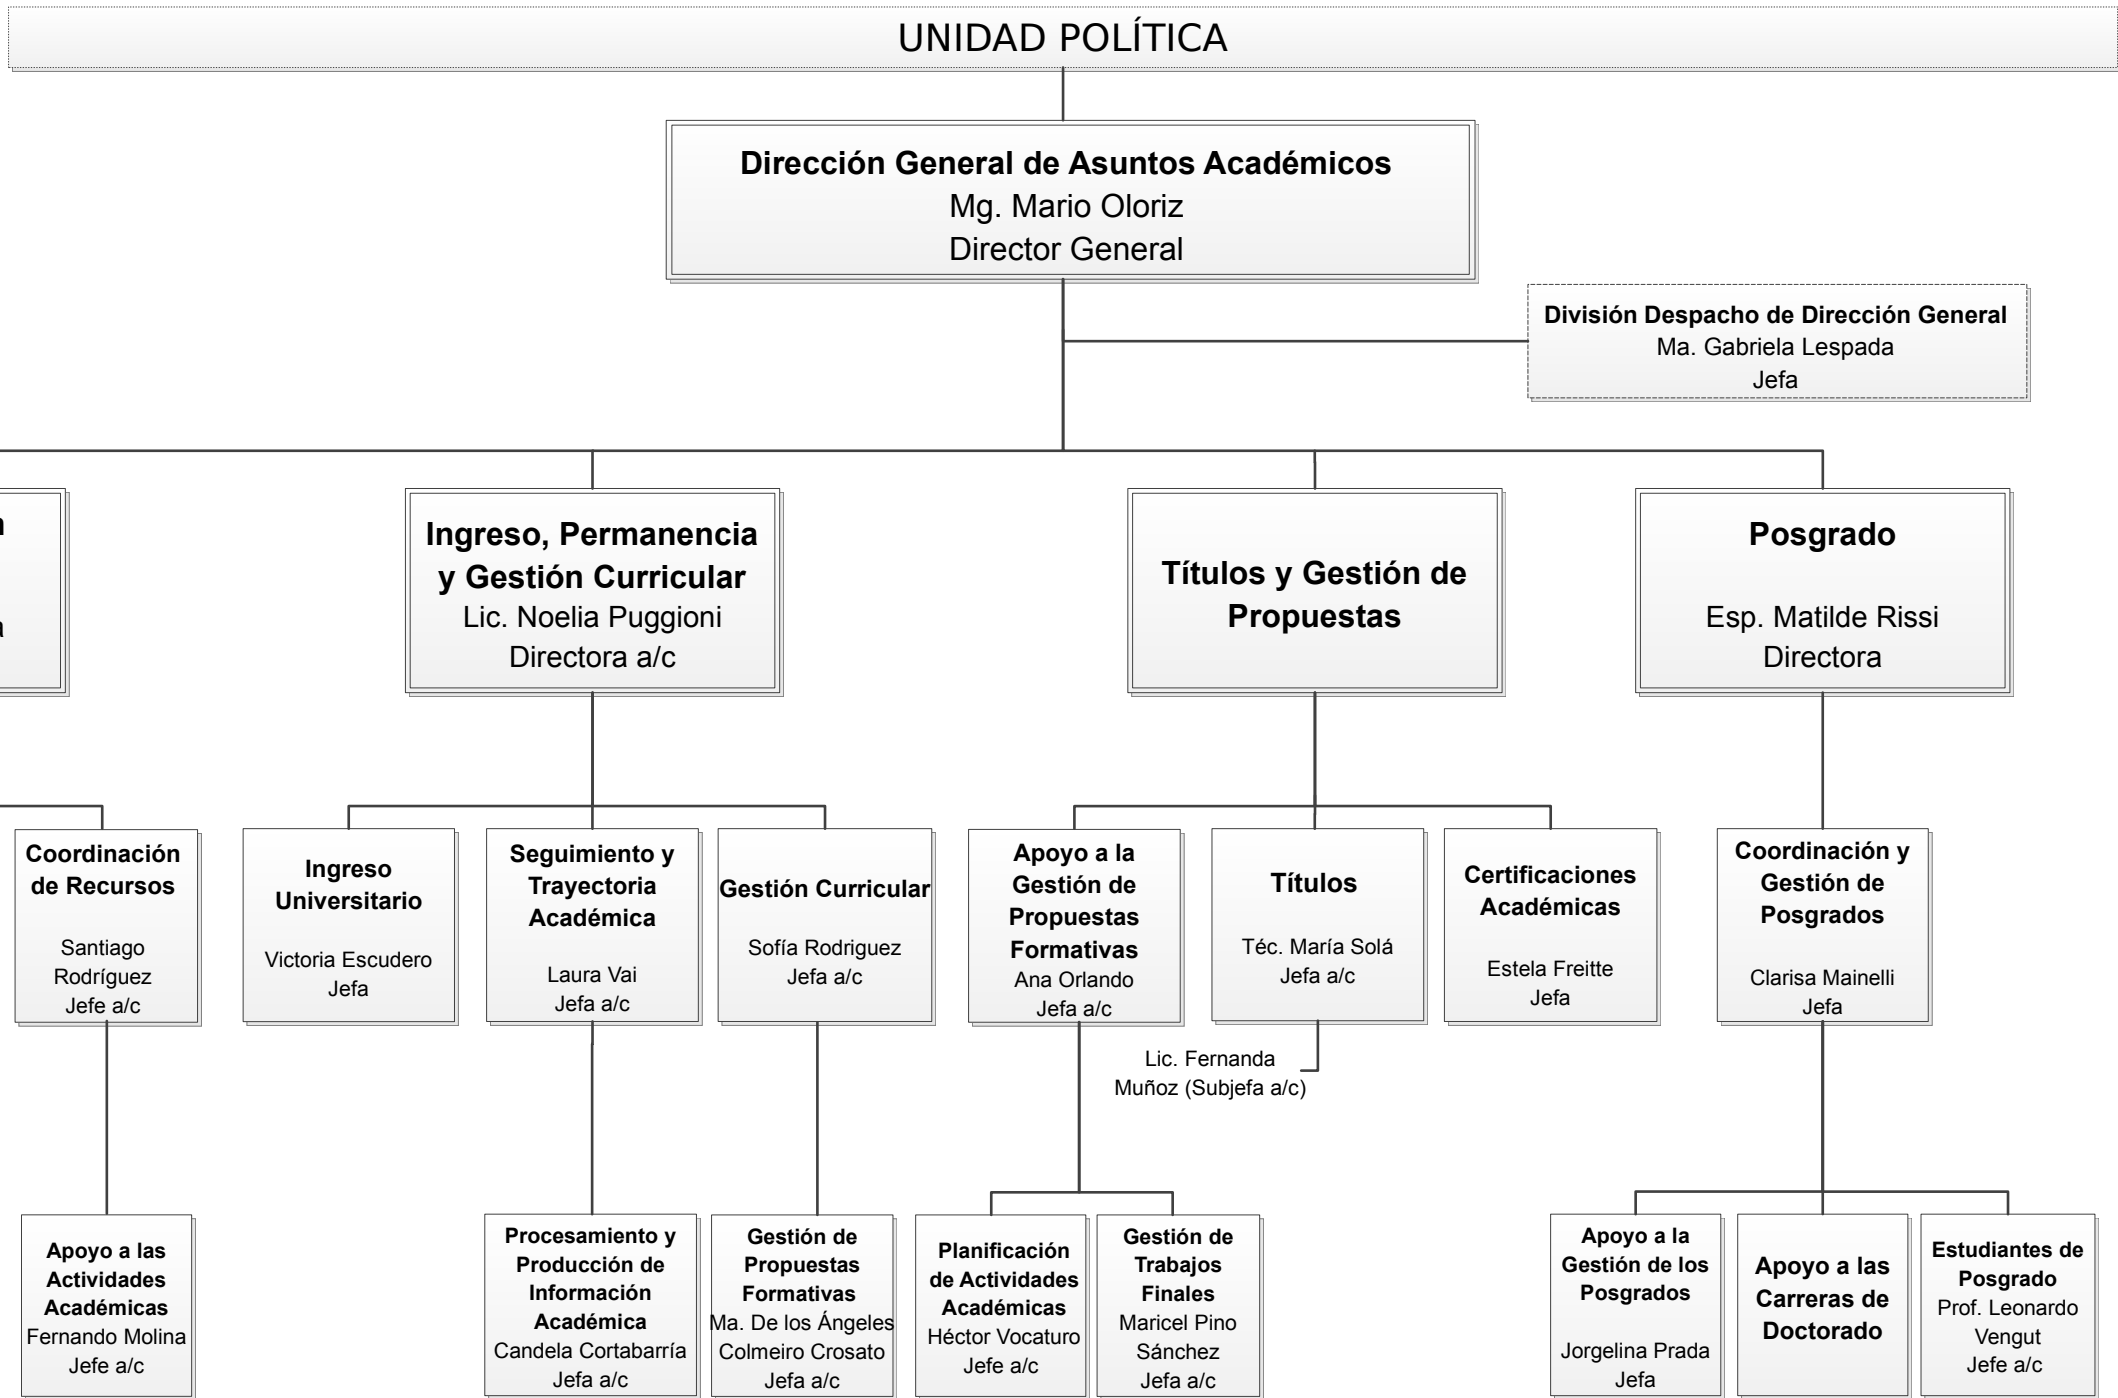 UNIDAD POLÍTICA
Dirección General de Asuntos Académicos
Mg. Mario Oloriz
Director General
División Despacho de Dirección General
Ma. Gabriela Lespada
Jefa
Ingreso, Permanencia
y Gestión Curricular
Lic. Noelia Puggioni
Directora a/c
Títulos y Gestión de
Propuestas
Posgrado
Esp. Matilde Rissi
Directora
Coordinación
de Recursos
Santiago
Rodríguez
Jefe a/c
Ingreso
Universitario
Victoria Escudero
Jefa
Seguimiento y
Trayectoria
Académica
Laura Vai
Jefa a/c
Gestión Curricular
Sofía Rodriguez
Jefa a/c
Apoyo a la
Gestión de
Propuestas
Formativas
Ana Orlando
Jefa a/c
Títulos
Téc. María Solá
Jefa a/c
Certificaciones
Académicas
Estela Freitte
Jefa
Coordinación y
Gestión de
Posgrados
Clarisa Mainelli
Jefa
Lic. Fernanda
Muñoz (Subjefa a/c)
Apoyo a las
Actividades
Académicas
Fernando Molina
Jefe a/c
Procesamiento y
Producción de
Información
Académica
Candela Cortabarría
Jefa a/c
Gestión de
Propuestas
Formativas
Ma. De los Ángeles
Colmeiro Crosato
Jefa a/c
Planificación
de Actividades
Académicas
Héctor Vocaturo
Jefe a/c
Gestión de
Trabajos
Finales
Maricel Pino
Sánchez
Jefa a/c
Apoyo a la
Gestión de los
Posgrados
Jorgelina Prada
Jefa
Apoyo a las
Carreras de
Doctorado
Estudiantes de
Posgrado
Prof. Leonardo
Vengut
Jefe a/c